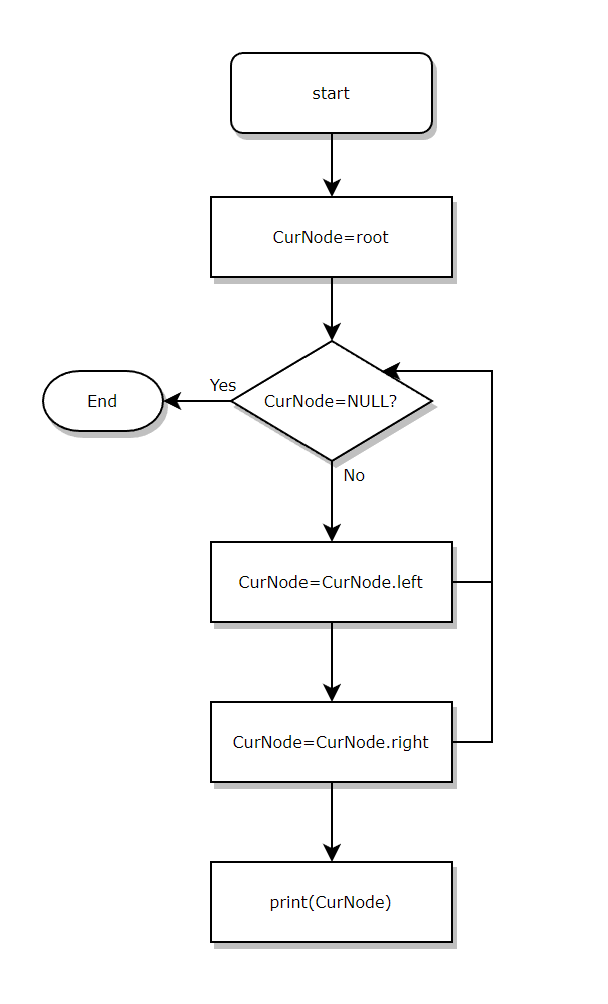 start
CurNode=root
Yes
End
CurNode=NULL?
No
CurNode=CurNode.left
CurNode=CurNode.right
print(CurNode)